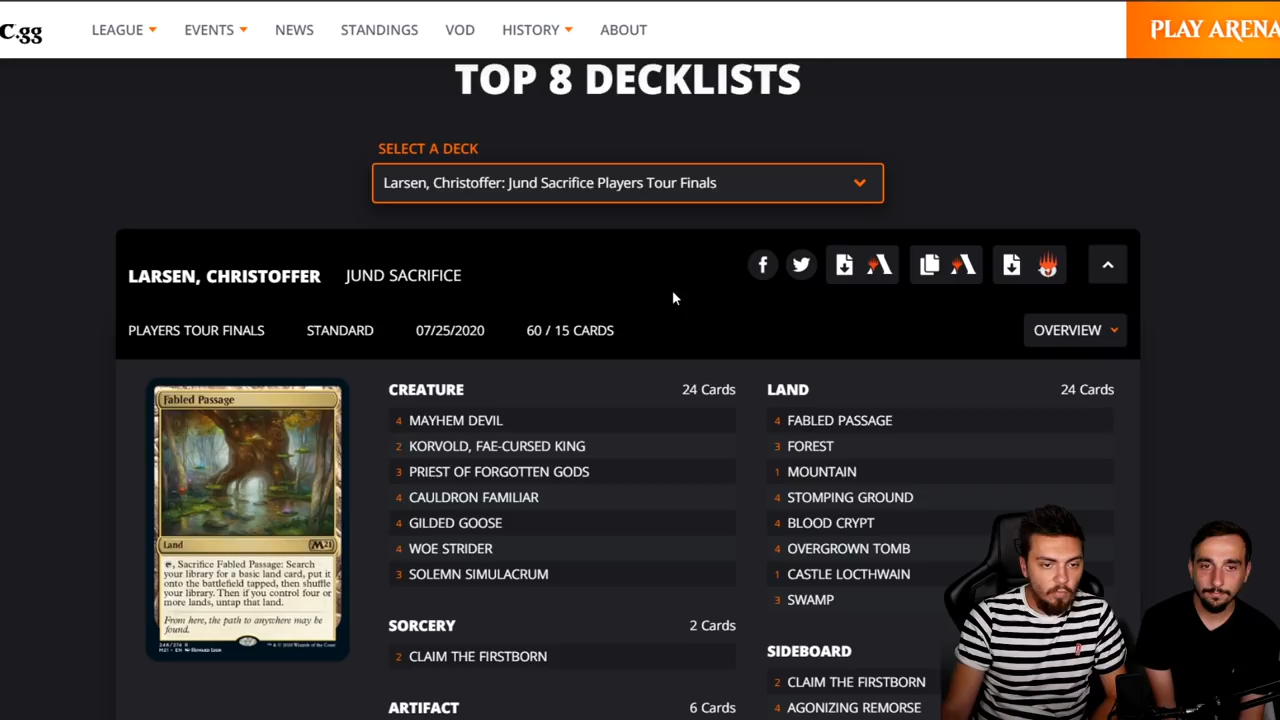 C.gg
LEAGUE
EVENTS
NEWS
STANDINGS
VOD
HISTORY
ABOUT
PLAY ARENA
TOP 8 DECKLISTS
SELECT A DECK
Larsen, Christoffer: Jund Sacrifice Players Tour Finals
LARSEN, CHRISTOFFER JUND SACRIFICE
PLAYERS TOUR FINALS STANDARD 07/25/2020 60 / 15 CARDS
OVERVIEW
Fabled Passage
Land
M21
, Sacrifice Fabled Passage: Search
your library for a basic land card, put it
onto the battlefield tapped, then shuffle
your library. Then if you control four or
more lands, untap that land.
From here, the path to anywhere may be
found.
CREATURE 24 Cards
4 MAYHEM DEVIL
2 KORVOLD, FAE-CURSED KING
3 PRIEST OF FORGOTTEN GODS
4 CAULDRON FAMILIAR
4 GILDED GOOSE
4 WOE STRIDER
3 SOLEMN SIMULACRUM
SORCERY 2 Cards
2 CLAIM THE FIRSTBORN
ARTIFACT 6 Cards
LAND 24 Cards
4 FABLED PASSAGE
3 FOREST
1 MOUNTAIN
4 STOMPING GROUND
4 BLOOD CRYPT
4 OVERGROWN TOMB
1 CASTLE LOCTHWAIN
3 SWAMP
SIDEBOARD
2 CLAIM THE FIRSTBORN
4 AGONIZING REMORSE